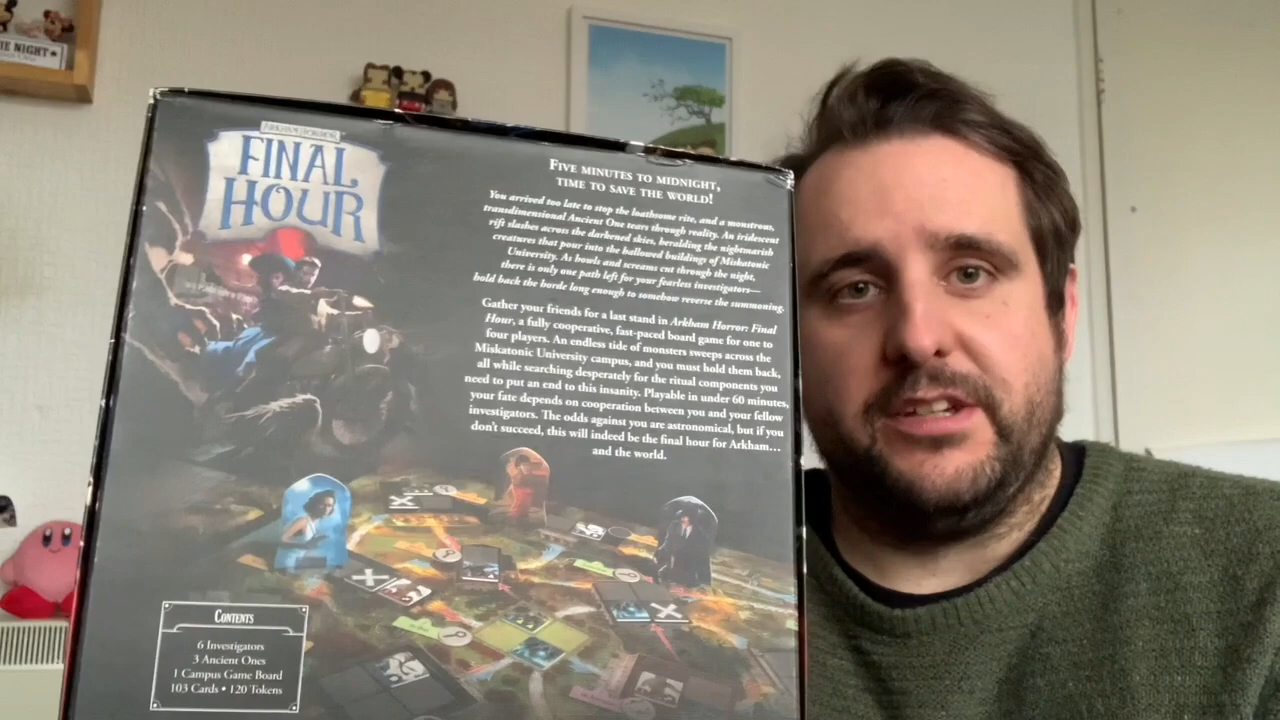 IE NIGHT
ARKHAM HORROR
FINAL
HOUR
FIVE MINUTES TO MIDNIGHT,
TIME TO SAVE THE WORLD!
You arrived too late to stop the loathsome rite, and a monstrous,
transdimensional Ancient One tears through reality. An iridescent
rift slashes across the darkened skies, heralding the nightmarish
creatures that pour into the hallowed buildings of Miskatonic
University. As howls and screams cut through the night,
there is only one path left for your fearless investigators—
hold back the horde long enough to somehow reverse the summoning.
Gather your friends for a last stand in Arkham Horror: Final
Hour, a fully cooperative, fast-paced board game for one to
four players. An endless tide of monsters sweeps across the
Miskatonic University campus, and you must hold them back,
all while searching desperately for the ritual components you
need to put an end to this insanity. Playable in under 60 minutes,
your fate depends on cooperation between you and your fellow
investigators. The odds against you are astronomical, but if you
don't succeed, this will indeed be the final hour for Arkham...
and the world.
CONTENTS
6 Investigators
3 Ancient Ones
1 Campus Game Board
103 Cards • 120 Tokens